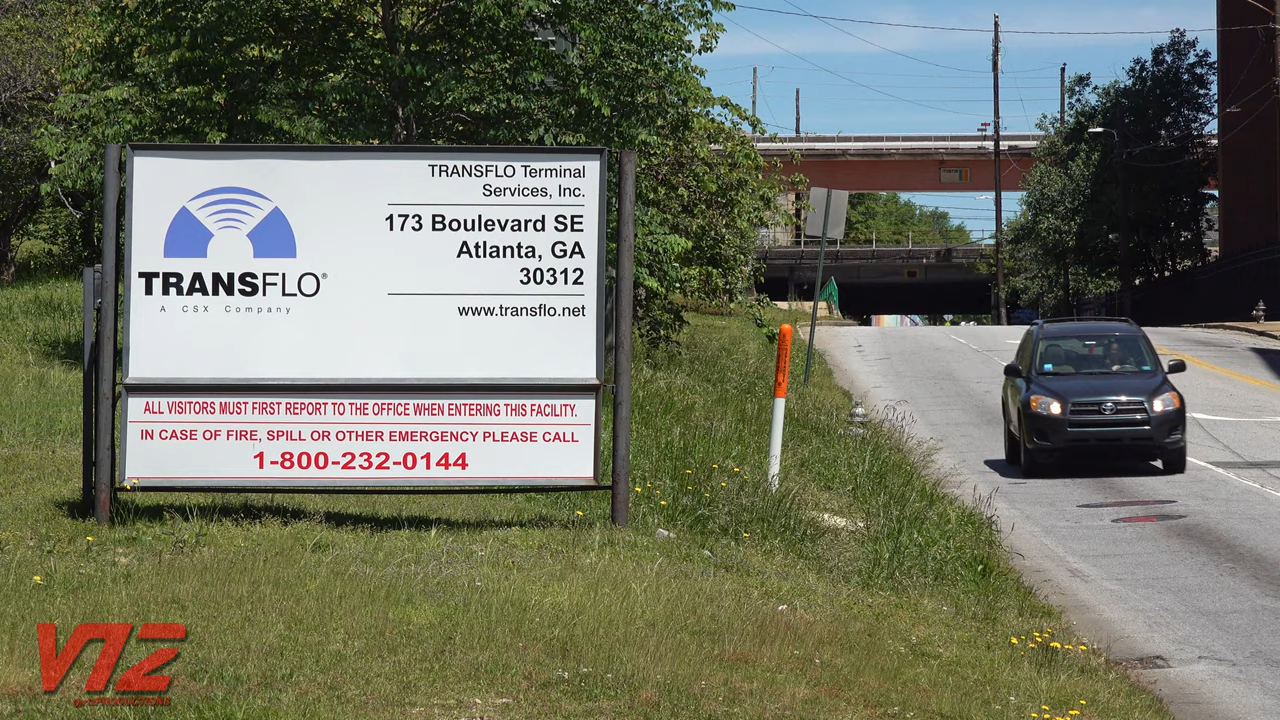 TRANSFLO Terminal
Services, Inc.
173 Boulevard SE
Atlanta, GA
30312
www.transflo.net
TRANSFLO®
A CSX Company
ALL VISITORS MUST FIRST REPORT TO THE OFFICE WHEN ENTERING THIS FACILITY.
IN CASE OF FIRE, SPILL OR OTHER EMERGENCY PLEASE CALL
1-800-232-0144
V12